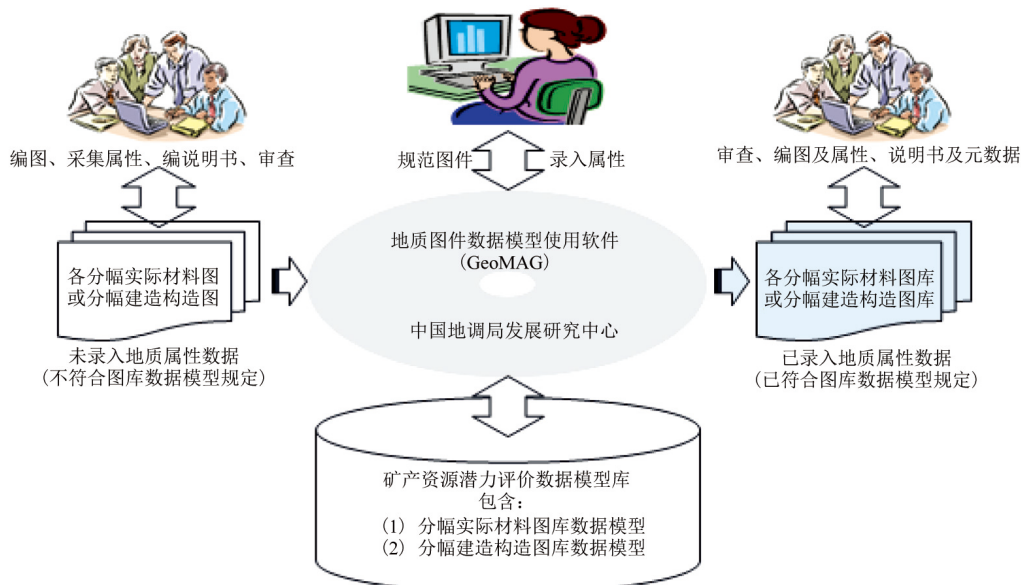 编图、采集属性、编说明书、审查
规范图件
录入属性
审查、编图及属性、说明书及元数据
各分幅实际材料图
或分幅建造构造图
地质图件数据模型使用软件
(GeoMAG)
中国地调局发展研究中心
各分幅实际材料图库
或分幅建造构造图库
未录入地质属性数据
(不符合图库数据模型规定)
已录入地质属性数据
(已符合图库数据模型规定)
矿产资源潜力评价数据模型库
包含：
(1) 分幅实际材料图库数据模型
(2) 分幅建造构造图库数据模型